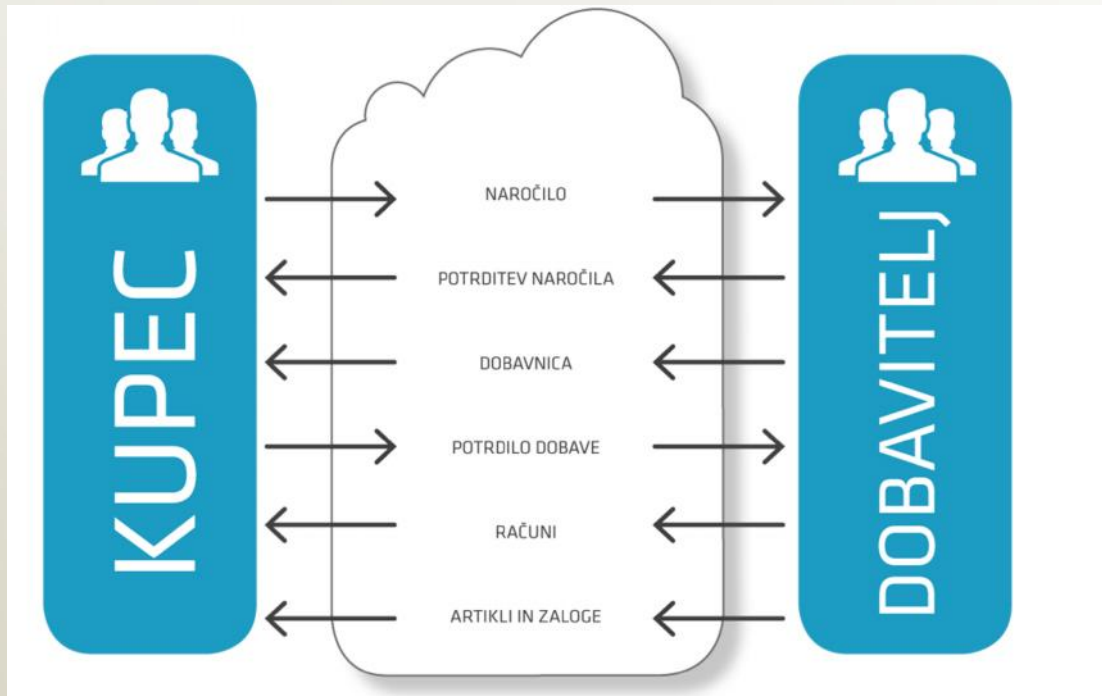 KUPEC
NAROČILO
POTRDITEV NAROČILA
DOBAVNICA
POTRDILO DOBAVE
RAČUNI
ARTIKLI IN ZALOGE
DOBAVITELJ